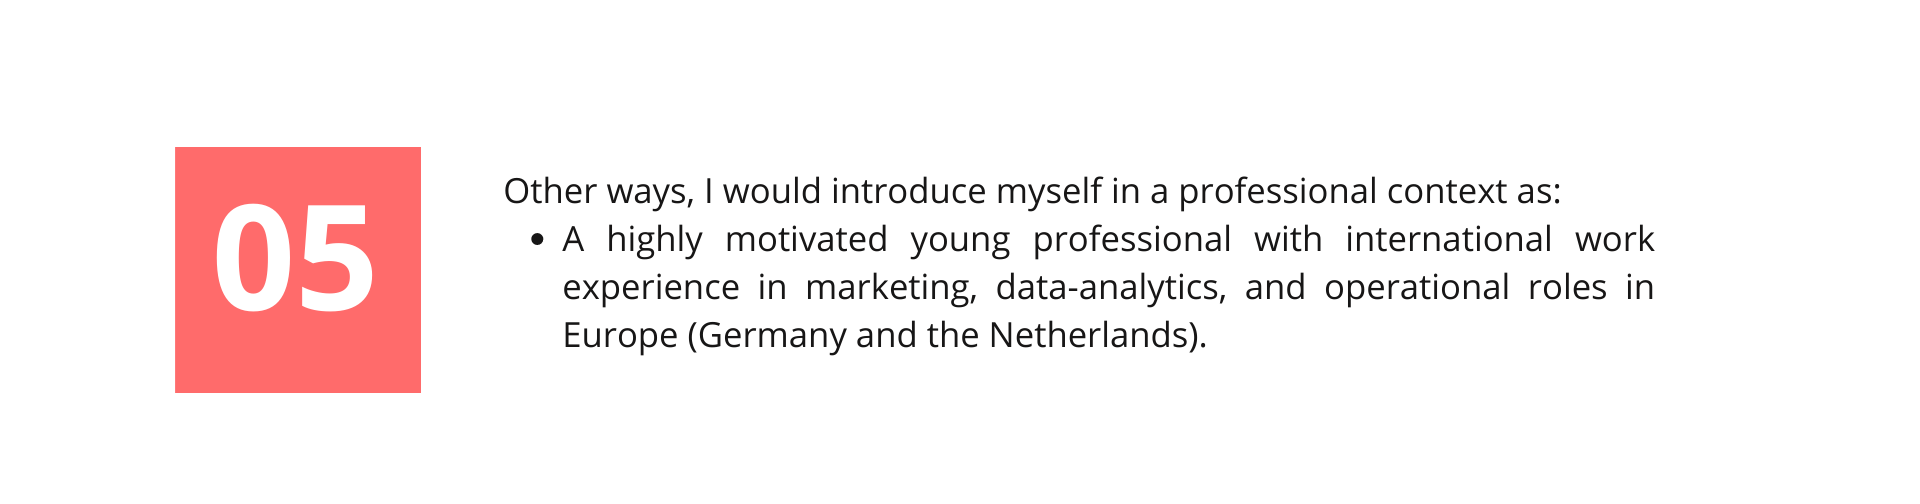 05
Other ways, I would introduce myself in a professional context as:
• A highly motivated young professional with international work
experience in marketing, data-analytics, and operational roles in
Europe (Germany and the Netherlands).